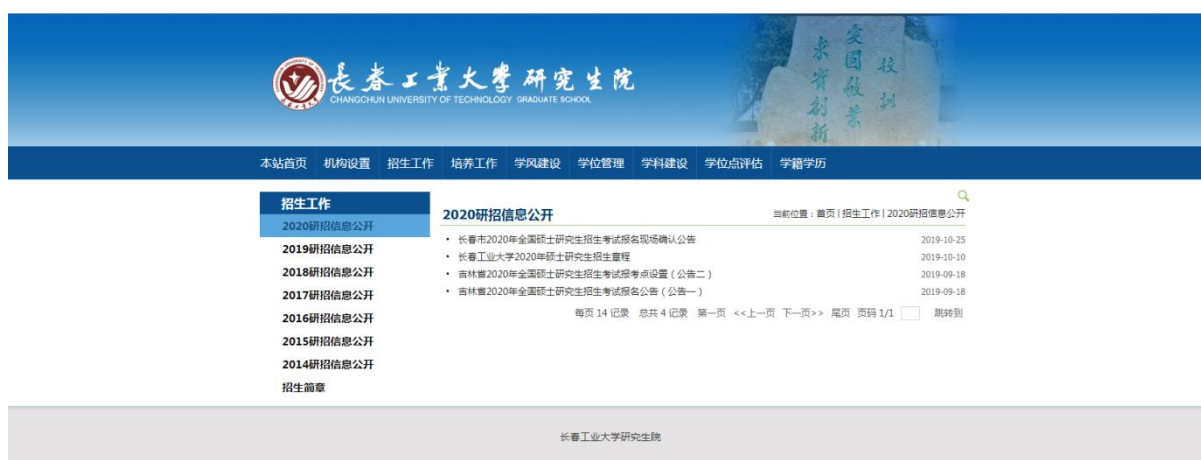 长春工业大学 研究生院
CHANGCHUN UNIVERSITY OF TECHNOLOGY GRADUATE SCHOOL
校训
爱国敬业
求实创新
本站首页 机构设置 招生工作 培养工作 学风建设 学位管理 学科建设 学位点评估 学籍学历
招生工作
2020研招信息公开
2019研招信息公开
2018研招信息公开
2017研招信息公开
2016研招信息公开
2015研招信息公开
2014研招信息公开
招生简章
2020研招信息公开
当前位置：首页 | 招生工作 | 2020研招信息公开
• 长春市2020年全国硕士研究生招生考试报名现场确认公告 2019-10-25
• 长春工业大学2020年硕士研究生招生章程 2019-10-10
• 吉林省2020年全国硕士研究生招生考试报考点设置（公告二） 2019-09-18
• 吉林省2020年全国硕士研究生招生考试报名公告（公告一） 2019-09-18
每页 14 记录 总共 4 记录 第一页 <<上一页 下一页>> 尾页 页码 1/1 跳转到
长春工业大学研究生院